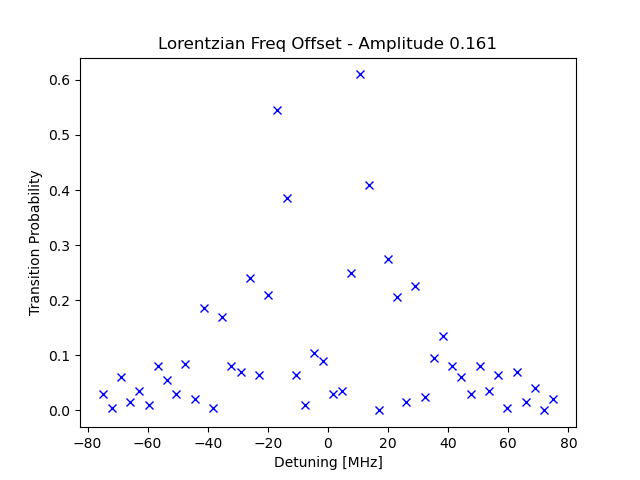 Lorentzian Freq Offset - Amplitude 0.161
Transition Probability
0.6
0.5
0.4
0.3
0.2
0.1
0.0
−80 −60 −40 −20 0 20 40 60 80
Detuning [MHz]